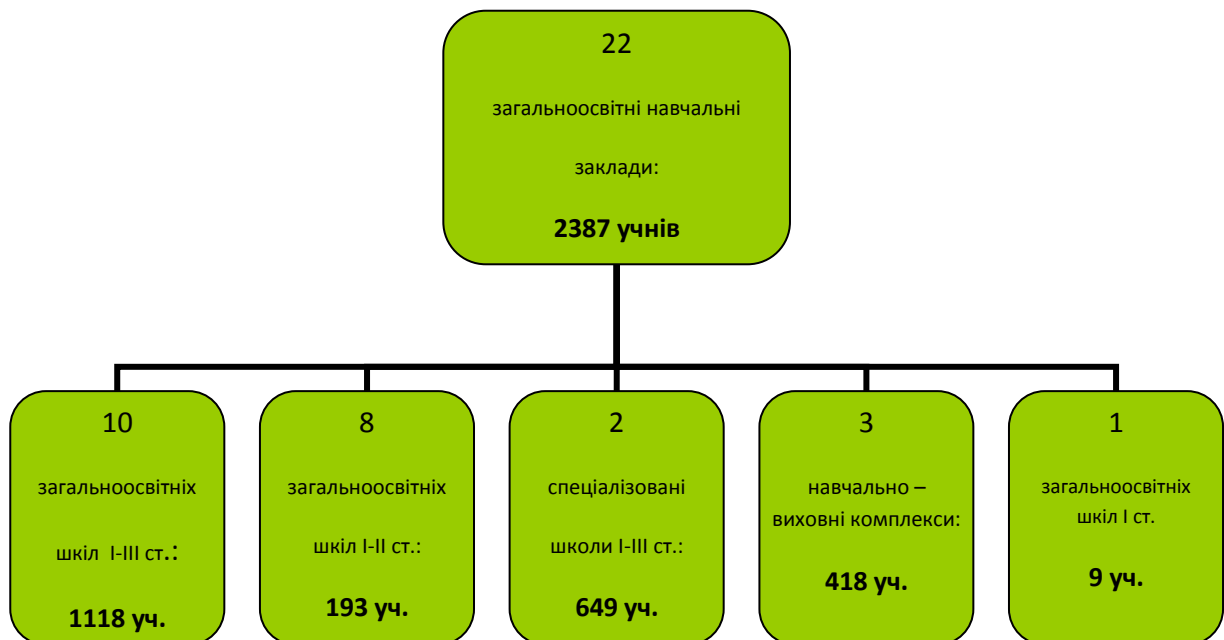 22
загальноосвітні навчальні
заклади:
2387 учнів
10
загальноосвітніх
шкіл І-ІІІ ст.:
1118 уч.
8
загальноосвітніх
шкіл І-ІІ ст.:
193 уч.
2
спеціалізовані
школи І-ІІІ ст.:
649 уч.
3
навчально –
виховні комплекси:
418 уч.
1
загальноосвітніх
шкіл І ст.
9 уч.